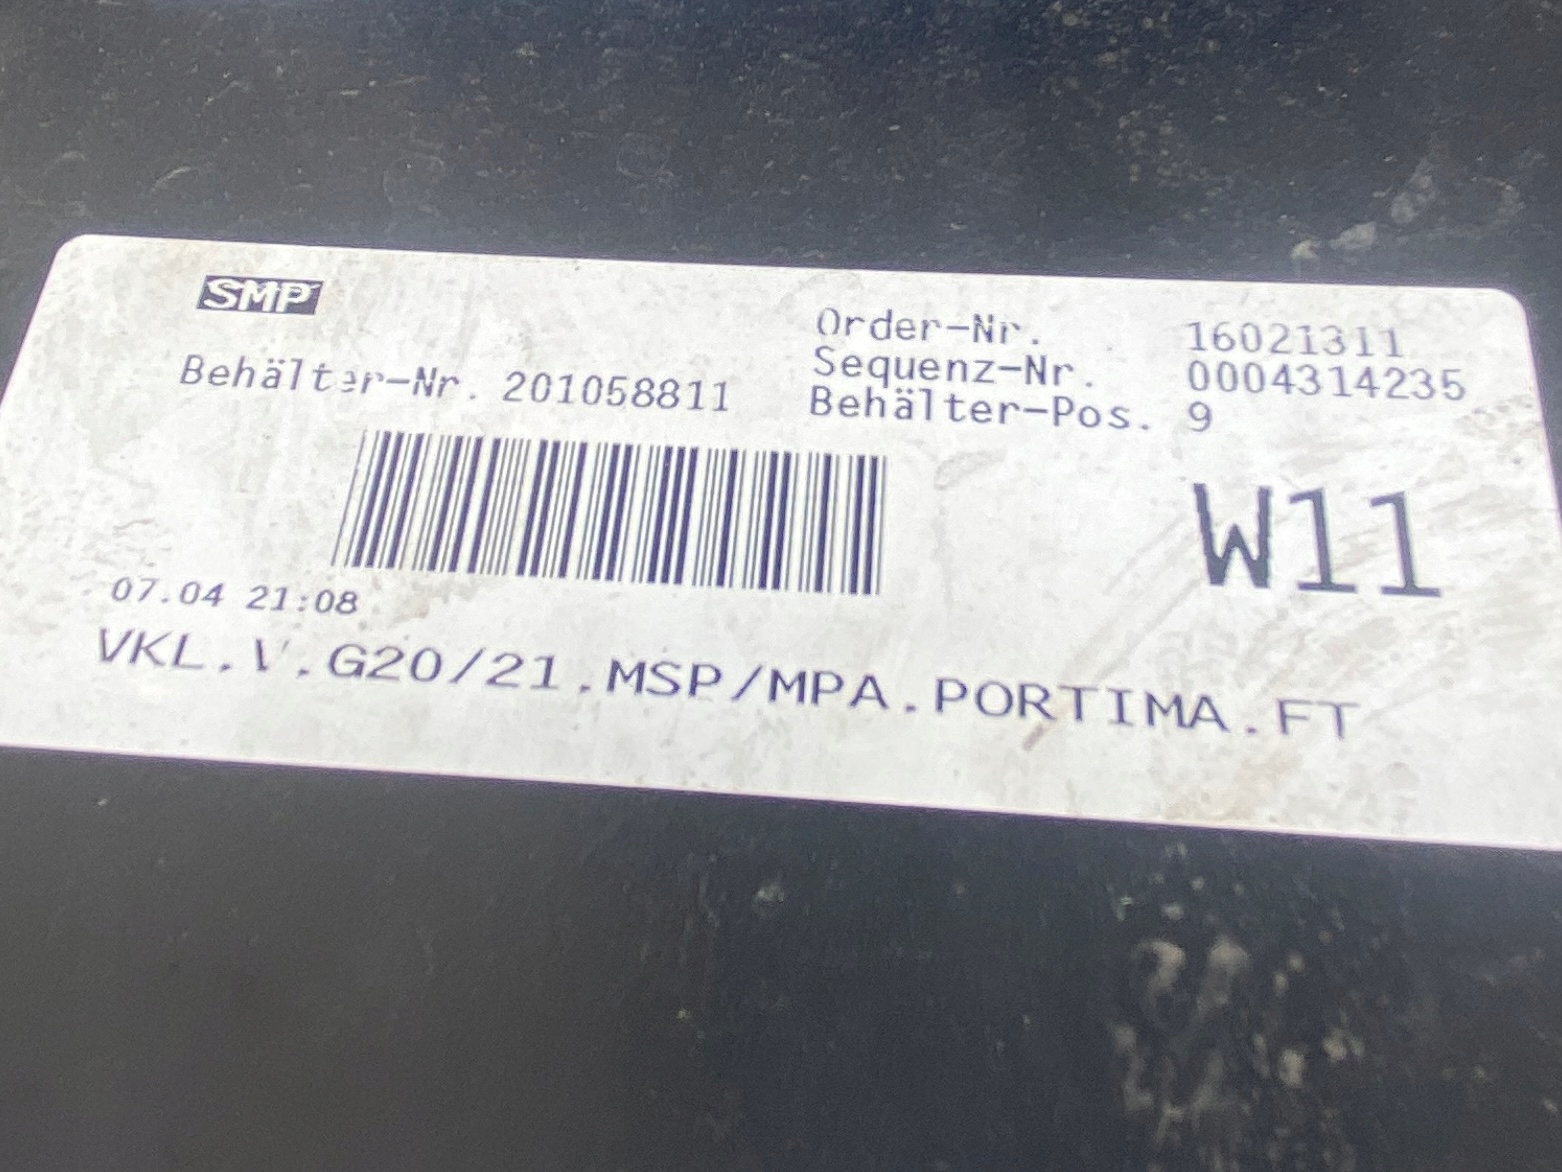 SMP
Behälter-Nr. 201058811
Order-Nr. 16021311
Sequenz-Nr. 0004314235
Behälter-Pos. 9
W11
07.04 21:08
VKL.V.G20/21.MSP/MPA.PORTIMA.FT